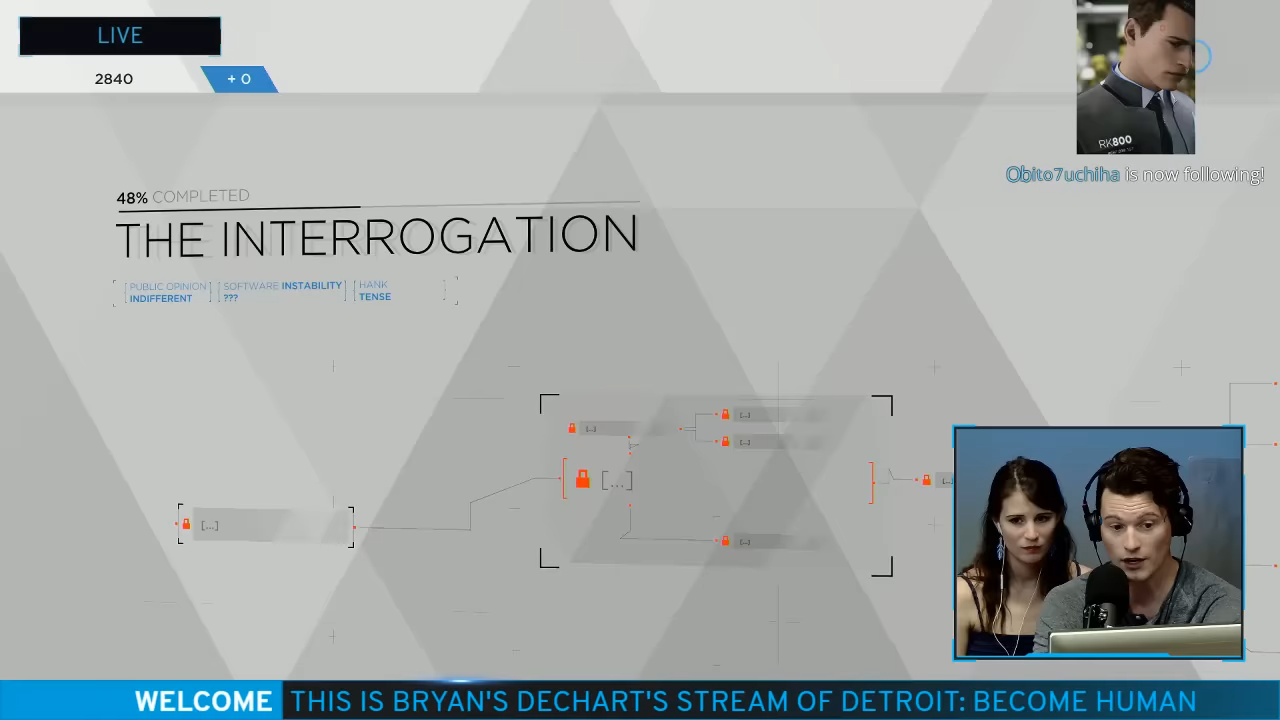 LIVE
2840
+ 0
RK800
Obito7uchiha is now following!
48% COMPLETED
THE INTERROGATION
PUBLIC OPINION
INDIFFERENT
SOFTWARE INSTABILITY
???
HANK
TENSE
[...]
[...]
[...]
[...]
[...]
[...]
WELCOME
THIS IS BRYAN'S DECHART'S STREAM OF DETROIT: BECOME HUMAN